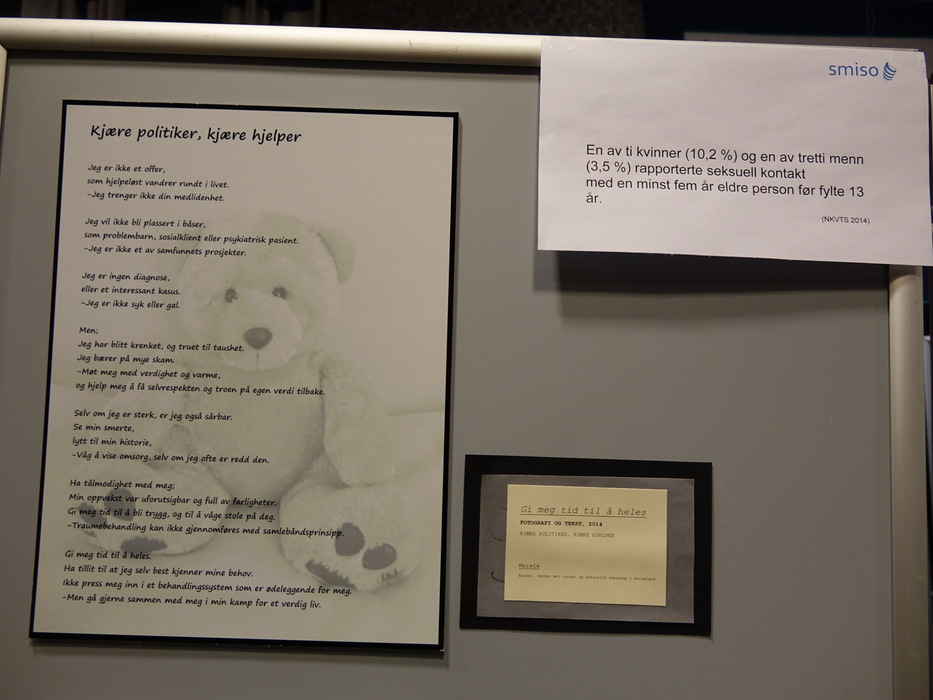 Kjære politiker, kjære hjelper
Jeg er ikke et offer,
som hjelpeløst vandrer rundt i livet.
-Jeg trenger ikke din medlidenhet.
Jeg vil ikke bli plassert i båser,
som problembarn, sosialklient eller psykiatrisk pasient.
-Jeg er ikke et av samfunnets prosjekter.
Jeg er ingen diagnose,
eller et interessant kasus.
-Jeg er ikke syk eller gal.
Men;
Jeg har blitt krenket, og truet til taushet.
Jeg bærer på mye skam.
-Møt meg med verdighet og varme,
og hjelp meg å få selvrespekten og troen på egen verdi tilbake.
Selv om jeg er sterk, er jeg også sårbar.
Se min smerte,
lytt til min historie,
-Våg å vise omsorg, selv om jeg ofte er redd den.
Ha tålmodighet med meg;
Min oppvekst var uforutsigbar og full av farligheter.
Gi meg tid til å bli trygg, og til å våge stole på deg.
-Traumebehandling kan ikke gjennomføres med samlebåndsprinsipp.
Gi meg tid til å heles.
Ha tillit til at jeg selv best kjenner mine behov.
Ikke press meg inn i et behandlingssystem som er ødeleggende for meg.
-Men gå gjerne sammen med meg i min kamp for et verdig liv.
smiso
En av ti kvinner (10,2 %) og en av tretti menn
(3,5 %) rapporterte seksuell kontakt
med en minst fem år eldre person før fylte 13
år.
(NKVTS 2014)
Gi meg tid til å heles
FOTOGRAFI OG TEKST, 2014
KJÆRE POLITIKER, KJÆRE HJELPER
Merete
senter mot incest og seksuelle overgrep i Nordland